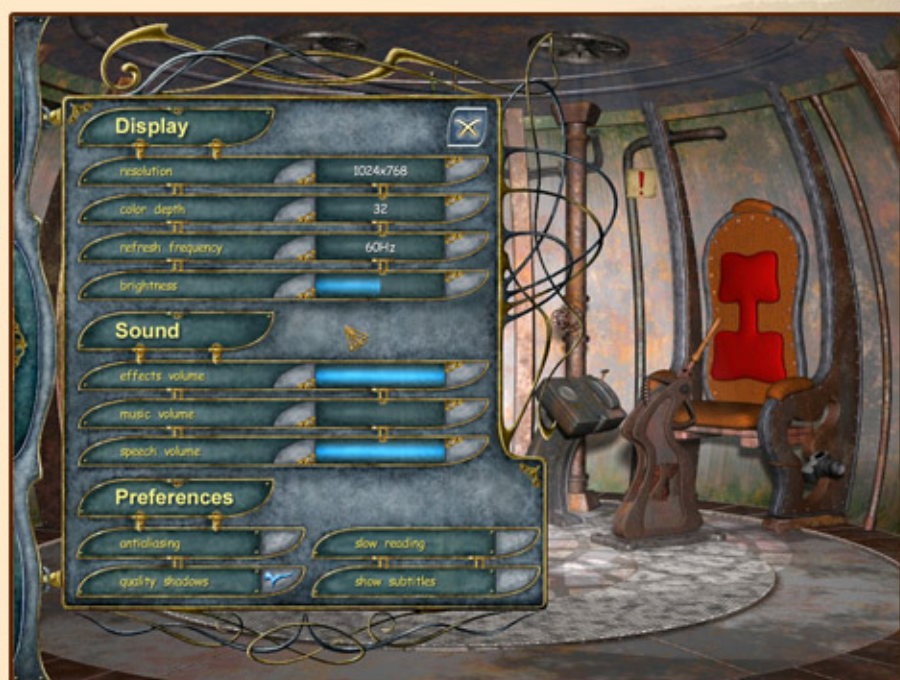 Display
resolution 1024x768
color depth 32
refresh frequency 60Hz
brightness
Sound
effects volume
music volume
speech volume
Preferences
antialiasing slow reading
quality shadows show subtitles
!